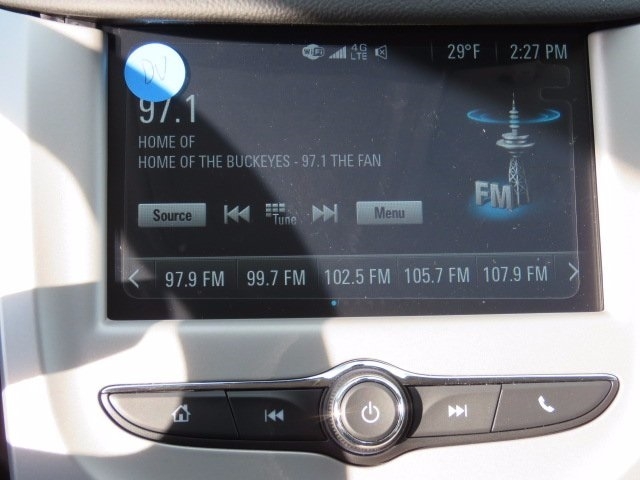 WiFi 4G LTE 29°F 2:27 PM
DV
97.1
HOME OF
HOME OF THE BUCKEYES - 97.1 THE FAN
FM
Source Tune Menu
97.9 FM 99.7 FM 102.5 FM 105.7 FM 107.9 FM